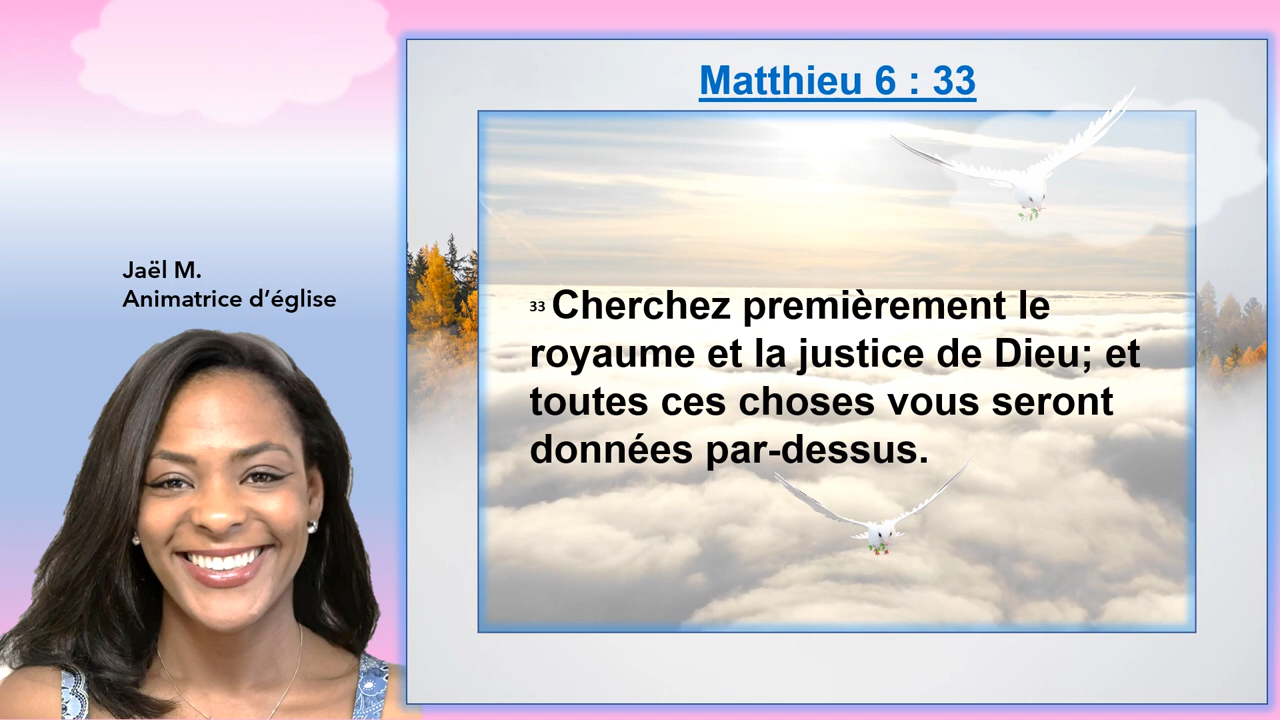 Matthieu 6 : 33
Jaël M.
Animatrice d’église
33 Cherchez premièrement le
royaume et la justice de Dieu; et
toutes ces choses vous seront
données par-dessus.